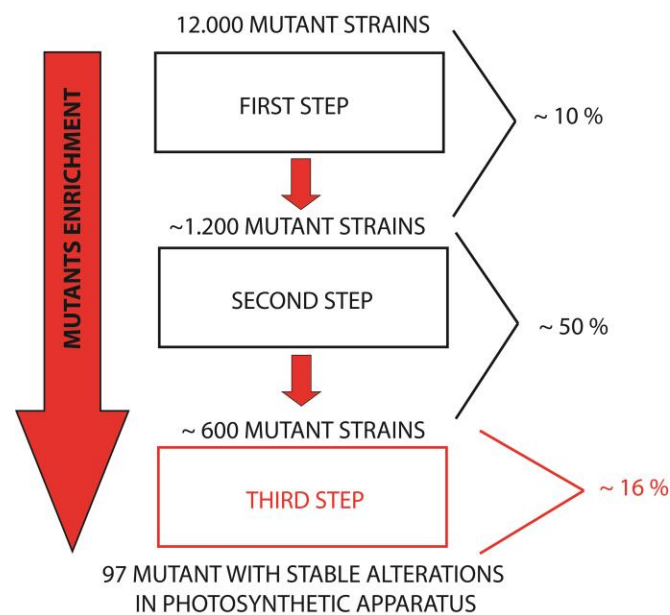 12.000 MUTANT STRAINS
FIRST STEP
~ 10 %
~1.200 MUTANT STRAINS
MUTANTS ENRICHMENT
SECOND STEP
~ 50 %
~ 600 MUTANT STRAINS
THIRD STEP
~ 16 %
97 MUTANT WITH STABLE ALTERATIONS
IN PHOTOSYNTHETIC APPARATUS